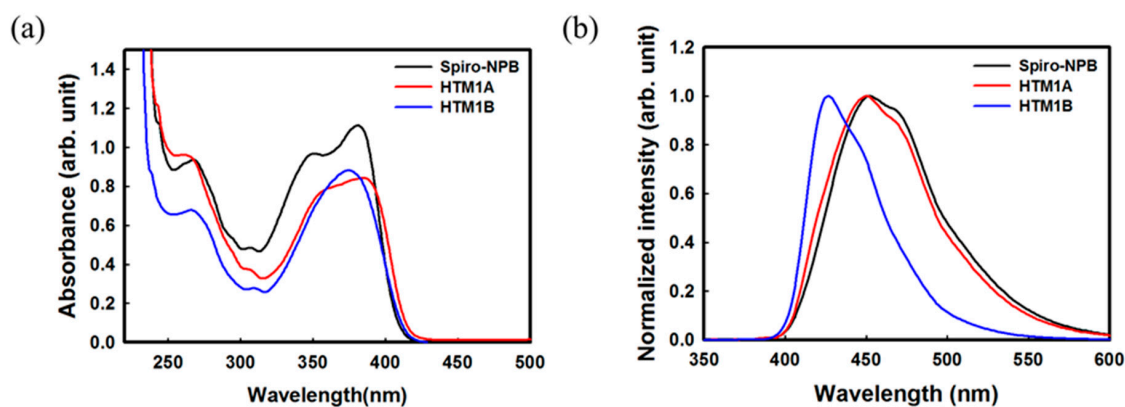 (a)
Absorbance (arb. unit)
1.4
1.2
1.0
0.8
0.6
0.4
0.2
0.0
Spiro-NPB
HTM1A
HTM1B
250 300 350 400 450 500
Wavelength(nm)
(b)
Normalized intensity (arb. unit)
1.2
1.0
0.8
0.6
0.4
0.2
0.0
Spiro-NPB
HTM1A
HTM1B
350 400 450 500 550 600
Wavelength (nm)